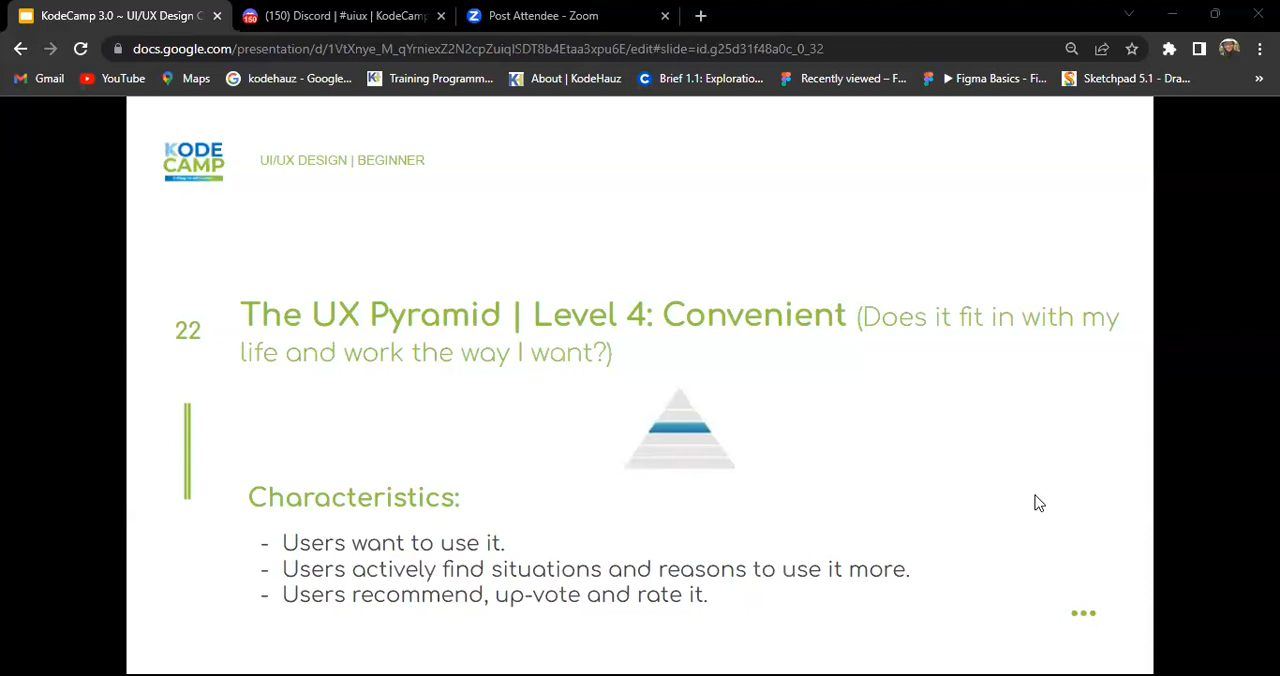 KodeCamp 3.0 ~ UI/UX Design C
(150) Discord | #uiux | KodeCamp
Post Attendee - Zoom
docs.google.com/presentation/d/1VtXnye_M_qYrniexZ2N2cpZuiqlSDT8b4Etaa3xpu6E/edit#slide=id.g25d31f48a0c_0_32
Gmail
YouTube
Maps
kodehauz - Google...
Training Programm...
About | KodeHauz
Brief 1.1: Exploratio...
Recently viewed – F...
▶ Figma Basics - Fi...
Sketchpad 5.1 - Dra...
»
KODE
CAMP
UI/UX DESIGN | BEGINNER
22
The UX Pyramid | Level 4: Convenient (Does it fit in with my
life and work the way I want?)
Characteristics:
- Users want to use it.
- Users actively find situations and reasons to use it more.
- Users recommend, up-vote and rate it.